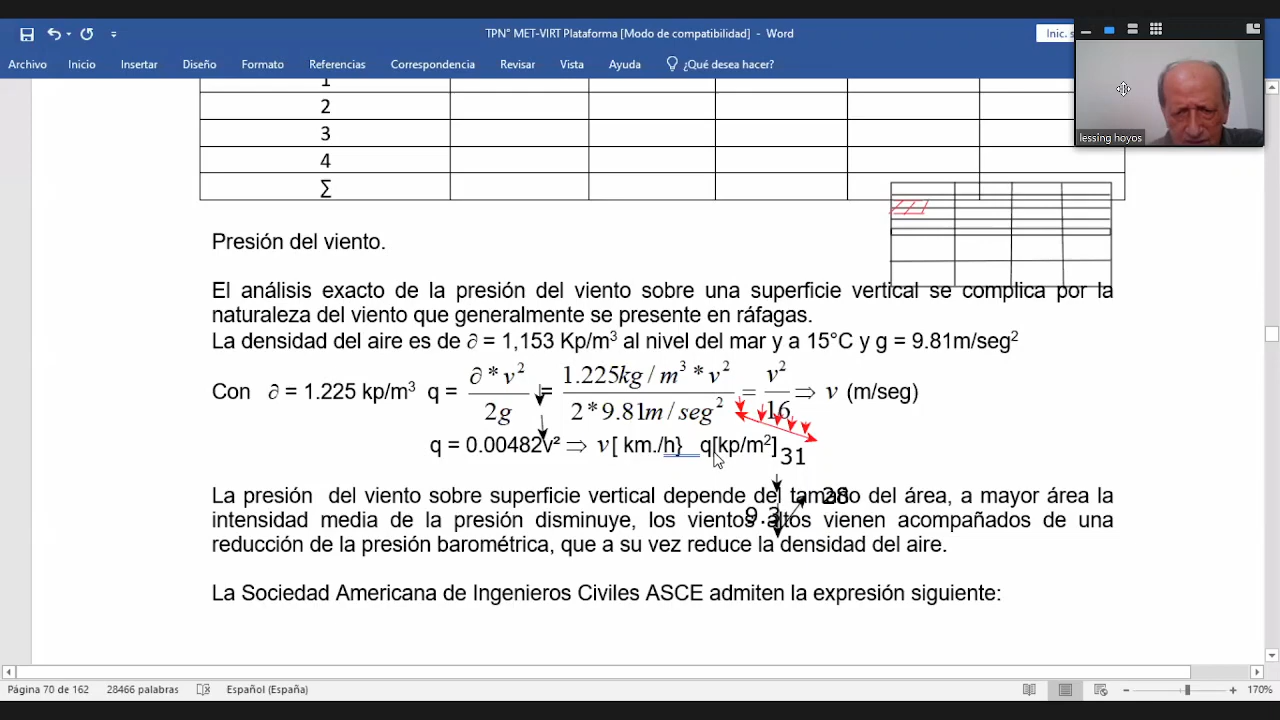 TPN° MET-VIRT Plataforma [Modo de compatibilidad] - Word
Inic. s
Archivo Inicio Insertar Diseño Formato Referencias Correspondencia Revisar Vista Ayuda ¿Qué desea hacer?
lessing hoyos
1
2
3
4
∑
Presión del viento.
El análisis exacto de la presión del viento sobre una superficie vertical se complica por la
naturaleza del viento que generalmente se presente en ráfagas.
La densidad del aire es de ∂ = 1,153 Kp/m³ al nivel del mar y a 15°C y g = 9.81m/seg²
Con ∂ = 1.225 kp/m³ q = ∂ * v² / 2g = 1.225kg / m³ * v² / 2 * 9.81m / seg² = v² / 16 ⇒ v (m/seg)
q = 0.00482v² ⇒ v [ km./h} q[kp/m²]
31
28
9.3
La presión del viento sobre superficie vertical depende del tamaño del área, a mayor área la
intensidad media de la presión disminuye, los vientos altos vienen acompañados de una
reducción de la presión barométrica, que a su vez reduce la densidad del aire.
La Sociedad Americana de Ingenieros Civiles ASCE admiten la expresión siguiente:
Página 70 de 162 28466 palabras Español (España) 170%